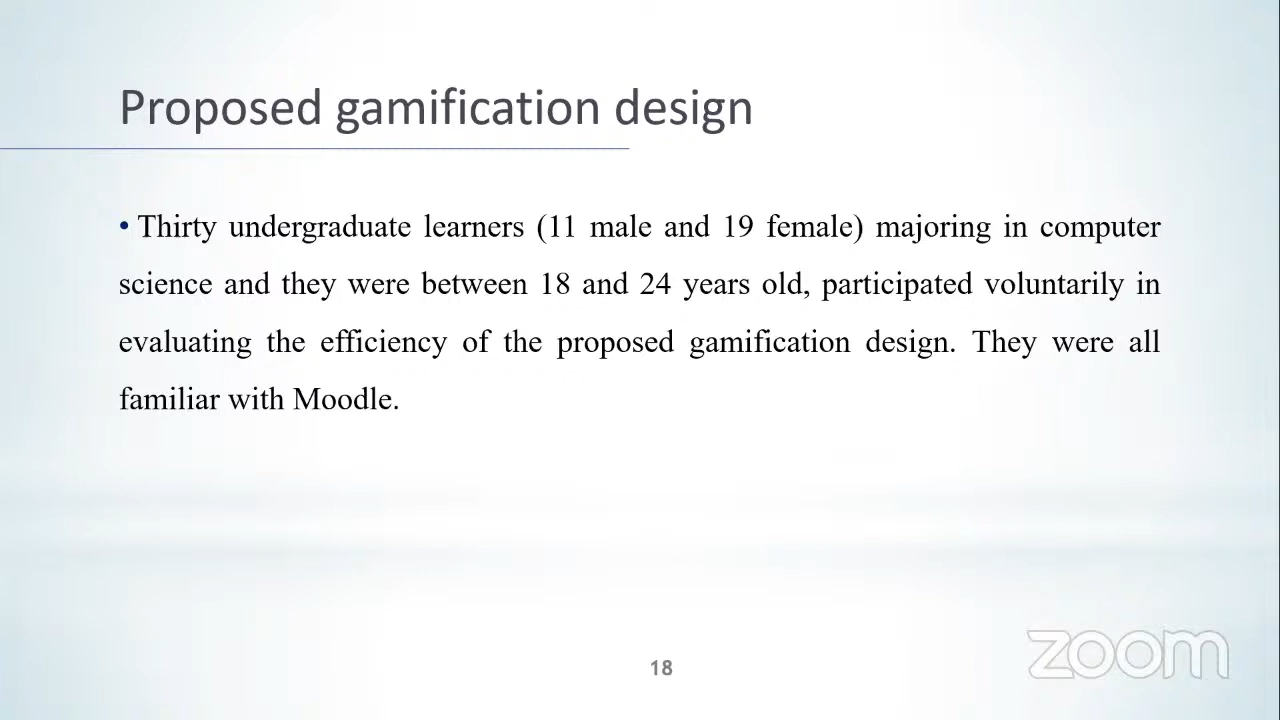 Proposed gamification design
• Thirty undergraduate learners (11 male and 19 female) majoring in computer
science and they were between 18 and 24 years old, participated voluntarily in
evaluating the efficiency of the proposed gamification design. They were all
familiar with Moodle.
18
zoom